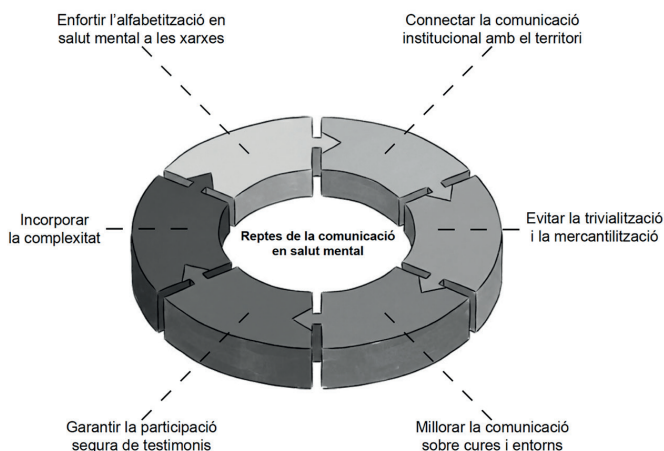 Enfortir l’alfabetització en
salut mental a les xarxes
Connectar la comunicació
institucional amb el territori
Incorporar
la complexitat
Reptes de la comunicació
en salut mental
Evitar la trivialització
i la mercantilització
Garantir la participació
segura de testimonis
Millorar la comunicació
sobre cures i entorns